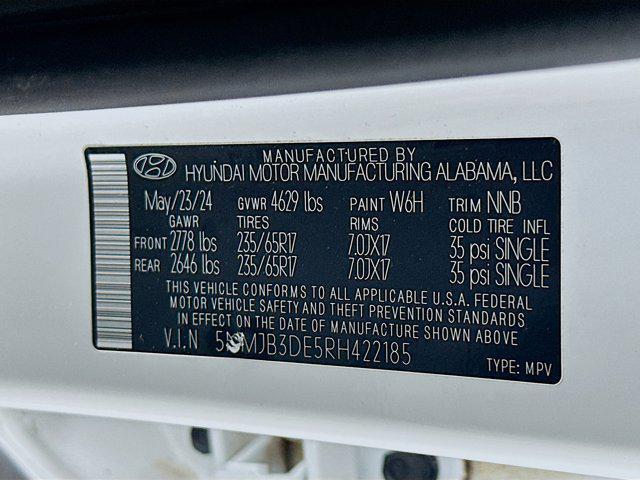 MANUFACTURED BY
HYUNDAI MOTOR MANUFACTURING ALABAMA, LLC
May/23/24 GVWR 4629 lbs PAINT W6H TRIM NNB
GAWR TIRES RIMS COLD TIRE INFL
FRONT 2778 lbs 235/65R17 7.0JX17 35 psi SINGLE
REAR 2646 lbs 235/65R17 7.0JX17 35 psi SINGLE
THIS VEHICLE CONFORMS TO ALL APPLICABLE U.S.A. FEDERAL
MOTOR VEHICLE SAFETY AND THEFT PREVENTION STANDARDS
IN EFFECT ON THE DATE OF MANUFACTURE SHOWN ABOVE
V.I.N
TYPE: MPV